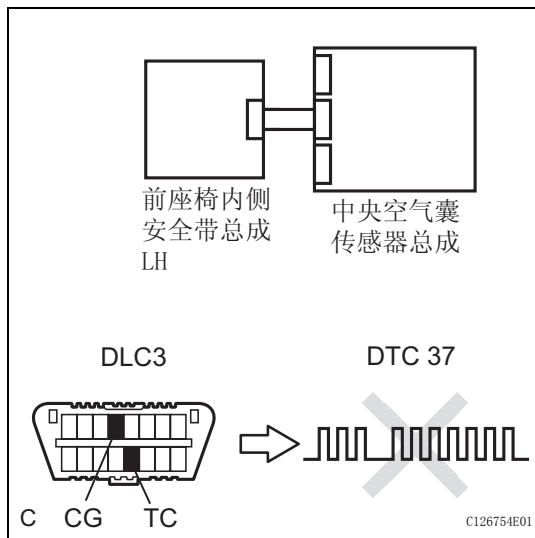 前座椅内侧
安全带总成
LH
中央空气囊
传感器总成
DLC3
DTC 37
C
CG
TC
C126754E01